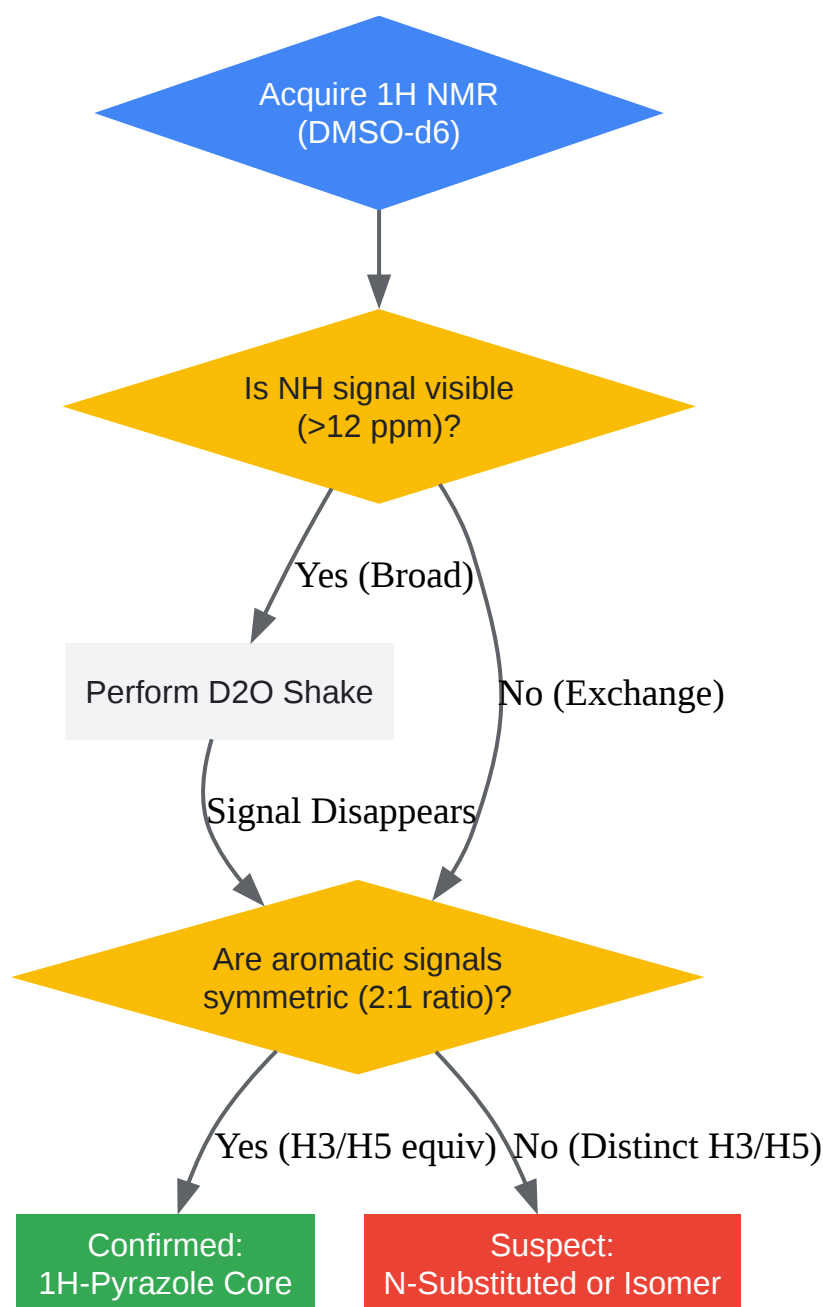 Acquire 1H NMR
(DMSO-d6)
Is NH signal visible
(>12 ppm)?
Yes (Broad)
Perform D2O Shake
No (Exchange)
Signal Disappears
Are aromatic signals
symmetric (2:1 ratio)?
Yes (H3/H5 equiv)
No (Distinct H3/H5)
Confirmed:
1H-Pyrazole Core
Suspect:
N-Substituted or Isomer